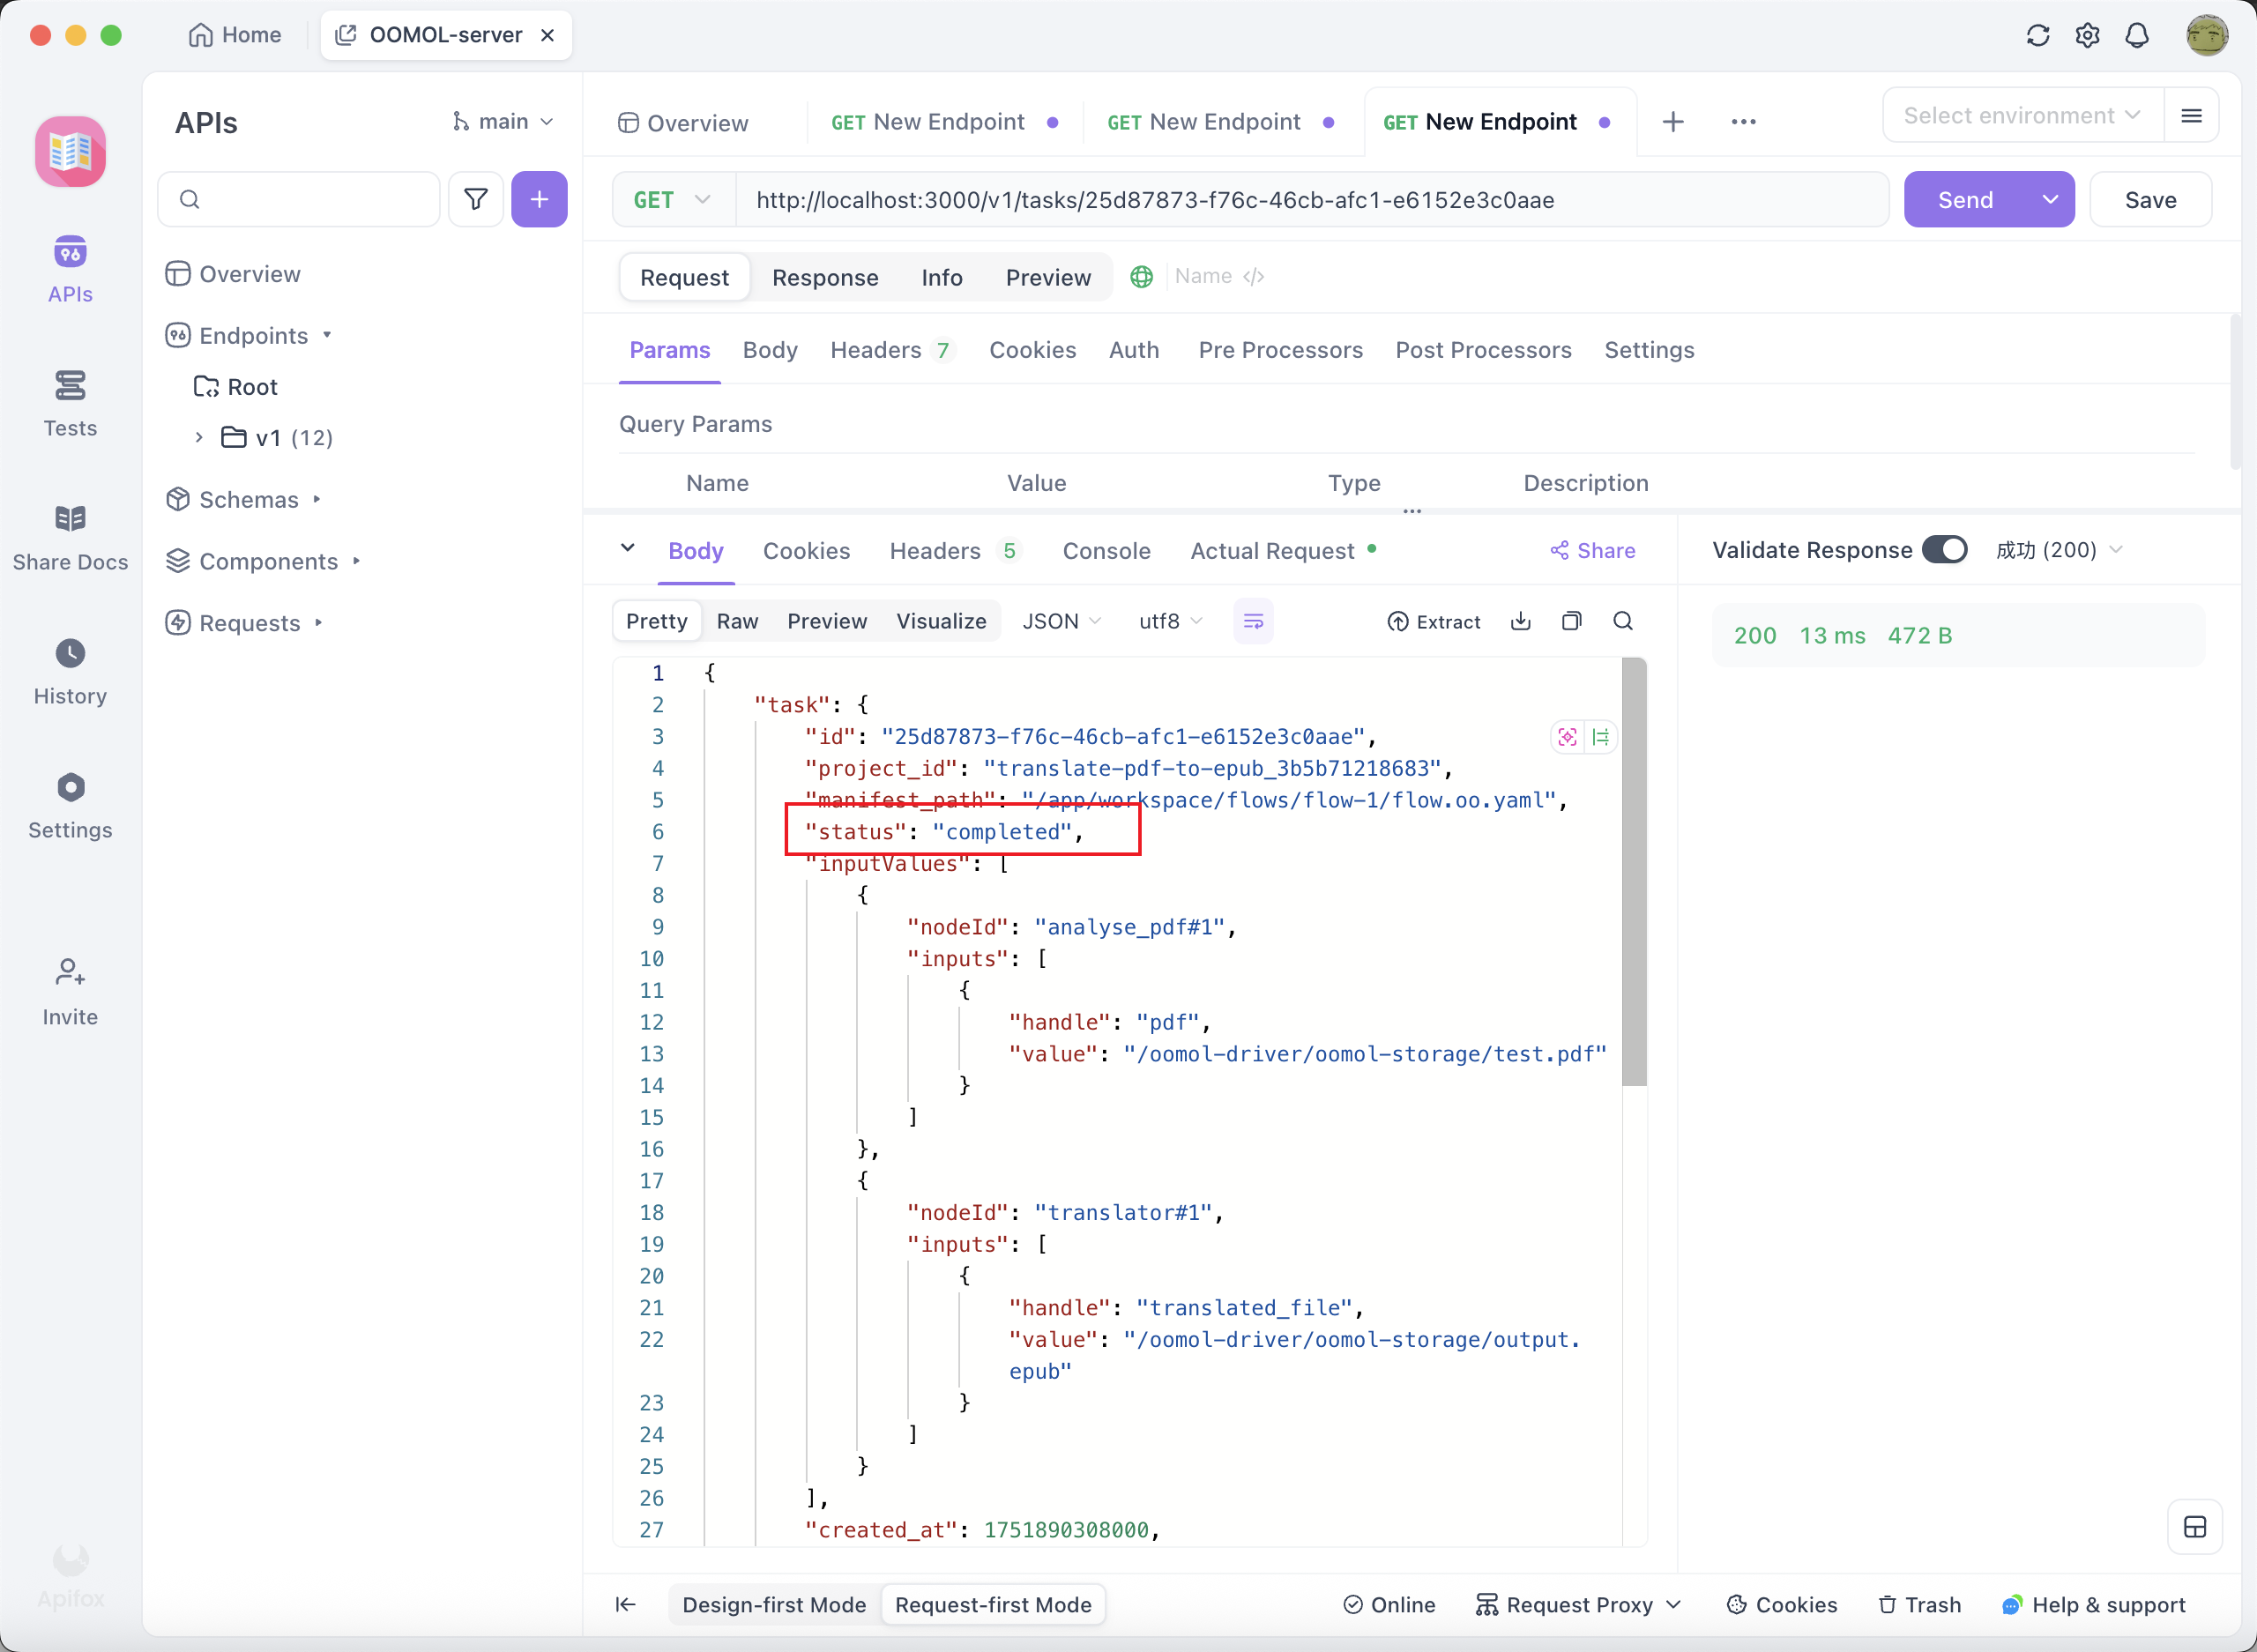 Home
OOMOL-server
APIs
main
Overview
GET New Endpoint
GET New Endpoint
GET New Endpoint
Select environment
GET
http://localhost:3000/v1/tasks/25d87873-f76c-46cb-afc1-e6152e3c0aae
Send
Save
APIs
Tests
Share Docs
History
Settings
Invite
Apifox
Overview
Endpoints
Root
v1 (12)
Schemas
Components
Requests
Request Response Info Preview Name
Params Body Headers 7 Cookies Auth Pre Processors Post Processors Settings
Query Params
Name Value Type Description
Body Cookies Headers 5 Console Actual Request Share
Validate Response 成功 (200)
Pretty Raw Preview Visualize JSON utf8 Extract
200 13 ms 472 B
1 {
2 "task": {
3 "id": "25d87873-f76c-46cb-afc1-e6152e3c0aae",
4 "project_id": "translate-pdf-to-epub_3b5b71218683",
5 "manifest_path": "/app/workspace/flows/flow-1/flow.oo.yaml",
6 "status": "completed",
7 "inputValues": [
8 {
9 "nodeId": "analyse_pdf#1",
10 "inputs": [
11 {
12 "handle": "pdf",
13 "value": "/oomol-driver/oomol-storage/test.pdf"
14 }
15 ]
16 },
17 {
18 "nodeId": "translator#1",
19 "inputs": [
20 {
21 "handle": "translated_file",
22 "value": "/oomol-driver/oomol-storage/output.
epub"
23 }
24 ]
25 }
26 ],
27 "created_at": 1751890308000,
Design-first Mode Request-first Mode
Online Request Proxy Cookies Trash Help & support